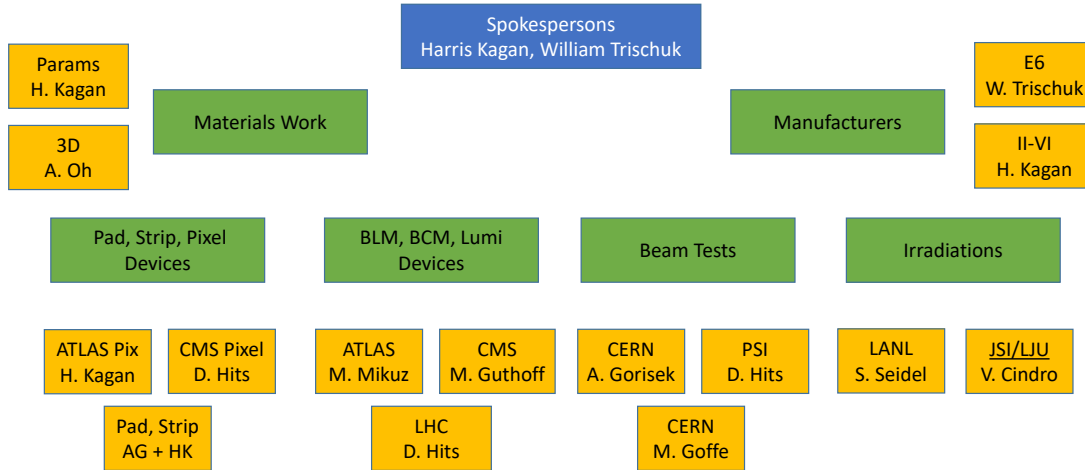 Spokespersons
Harris Kagan, William Trischuk
Params
H. Kagan
E6
W. Trischuk
Materials Work
Manufacturers
3D
A. Oh
II-VI
H. Kagan
Pad, Strip, Pixel
Devices
BLM, BCM, Lumi
Devices
Beam Tests
Irradiations
ATLAS Pix
H. Kagan
CMS Pixel
D. Hits
ATLAS
M. Mikuz
CMS
M. Guthoff
CERN
A. Gorisek
PSI
D. Hits
LANL
S. Seidel
JSI/LJU
V. Cindro
Pad, Strip
AG + HK
LHC
D. Hits
CERN
M. Goffe